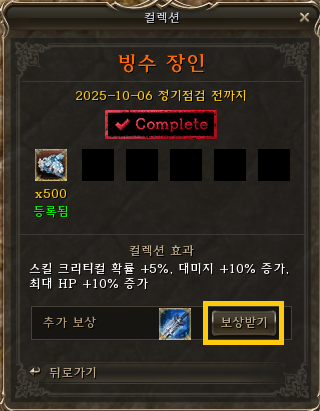 컬렉션
빙수 장인
2025-10-06 정기점검 전까지
Complete
x500
등록됨
컬렉션 효과
스킬 크리티컬 확률 +5%, 대미지 +10% 증가,
최대 HP +10% 증가
추가 보상
보상받기
뒤로가기